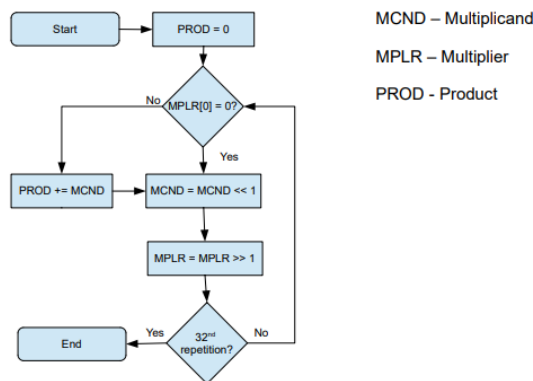 Start
PROD = 0
MCND – Multiplicand
MPLR – Multiplier
PROD - Product
No
MPLR[0] = 0?
Yes
PROD += MCND
MCND = MCND << 1
MPLR = MPLR >> 1
End
Yes
32nd
repetition?
No